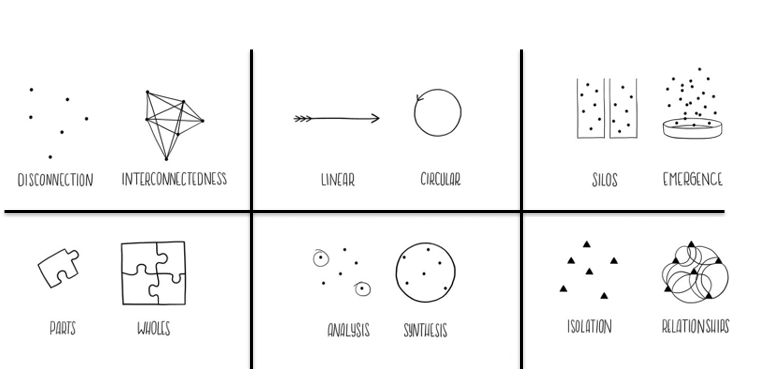 DISCONNECTION INTERCONNECTEDNESS
LINEAR CIRCULAR
SILOS EMERGENCE
PARTS WHOLES
ANALYSIS SYNTHESIS
ISOLATION RELATIONSHIPS